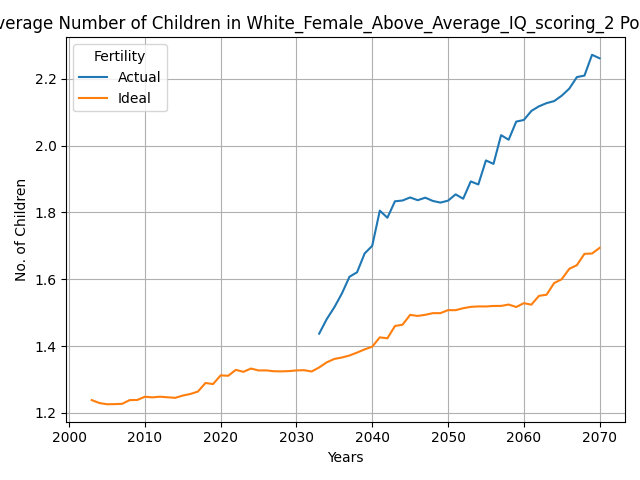 verage Number of Children in White_Female_Above_Average_IQ_scoring_2 Po
Fertility
Actual
Ideal
No. of Children
2.2
2.0
1.8
1.6
1.4
1.2
2000 2010 2020 2030 2040 2050 2060 2070
Years